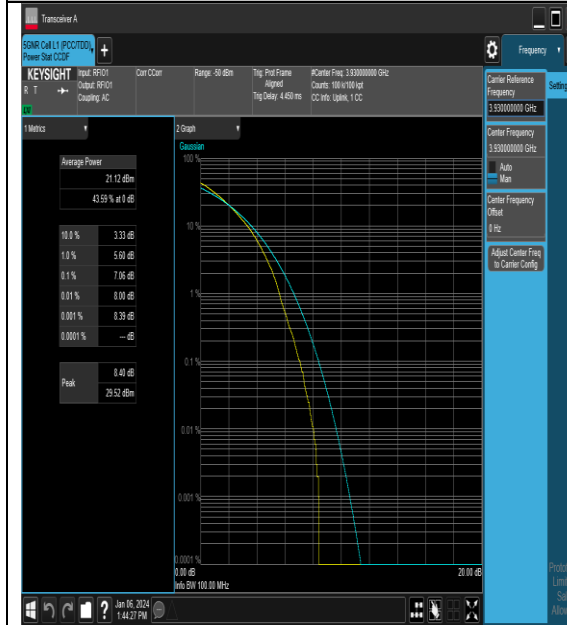 Transceiver A
5GNR Cell L1 (PCC/TDD),
Power Stat CCDF
Frequency
KEYSIGHT
R T
Input: RFIO1
Output: RFIO1
Coupling: AC
Corr CCorr
Range: -50 dBm
Trig: Prot Frame
Aligned
Trig Delay: 4.450 ms
#Center Freq: 3.930000000 GHz
Counts: 100 k/100 kpt
CC Info: Uplink, 1 CC
1 Metrics
Average Power
21.12 dBm
43.59 % at 0 dB
10.0 % 3.33 dB
1.0 % 5.60 dB
0.1 % 7.06 dB
0.01 % 8.00 dB
0.001 % 8.39 dB
0.0001 % --- dB
Peak 8.40 dB
29.52 dBm
2 Graph
Gaussian
100 %
10 %
1 %
0.1 %
0.01 %
0.001 %
0.0001 %
0.00 dB 20.00 dB
Info BW 100.00 MHz
Carrier Reference
Frequency
3.930000000 GHz
Center Frequency
3.930000000 GHz
Auto
Man
Center Frequency
Offset
0 Hz
Adjust Center Freq
to Carrier Config
Jan 06, 2024
1:44:27 PM